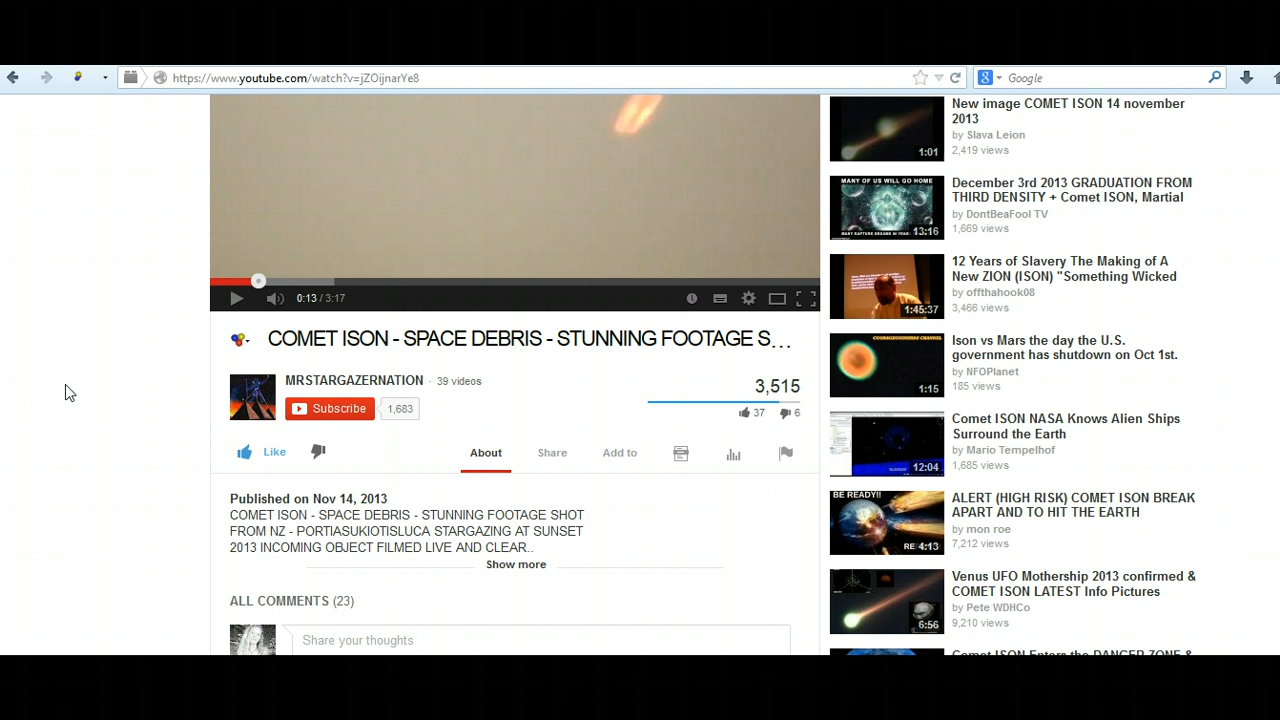 https://www.youtube.com/watch?v=jZOijnarYe8
Google
0:13 / 3:17
COMET ISON - SPACE DEBRIS - STUNNING FOOTAGE S...
MRSTARGAZERNATION · 39 videos
Subscribe 1,683
3,515
37 6
Like
About Share Add to
Published on Nov 14, 2013
COMET ISON - SPACE DEBRIS - STUNNING FOOTAGE SHOT
FROM NZ - PORTIASUKIOTISLUCA STARGAZING AT SUNSET
2013 INCOMING OBJECT FILMED LIVE AND CLEAR..
Show more
ALL COMMENTS (23)
Share your thoughts
New image COMET ISON 14 november
2013
by Slava Leion
2,419 views
1:01
December 3rd 2013 GRADUATION FROM
THIRD DENSITY + Comet ISON, Martial
by DontBeaFool TV
1,669 views
MANY OF US WILL GO HOME
13:16
12 Years of Slavery The Making of A
New ZION (ISON) "Something Wicked
by offthahook08
3,466 views
1:45:37
Ison vs Mars the day the U.S.
government has shutdown on Oct 1st.
by NFOPlanet
185 views
1:15
Comet ISON NASA Knows Alien Ships
Surround the Earth
by Mario Tempelhof
1,685 views
12:04
ALERT (HIGH RISK) COMET ISON BREAK
APART AND TO HIT THE EARTH
by mon roe
7,212 views
BE READY!!
4:13
Venus UFO Mothership 2013 confirmed &
COMET ISON LATEST Info Pictures
by Pete WDHCo
9,210 views
6:56
Comet ISON Enters the DANGER ZONE &